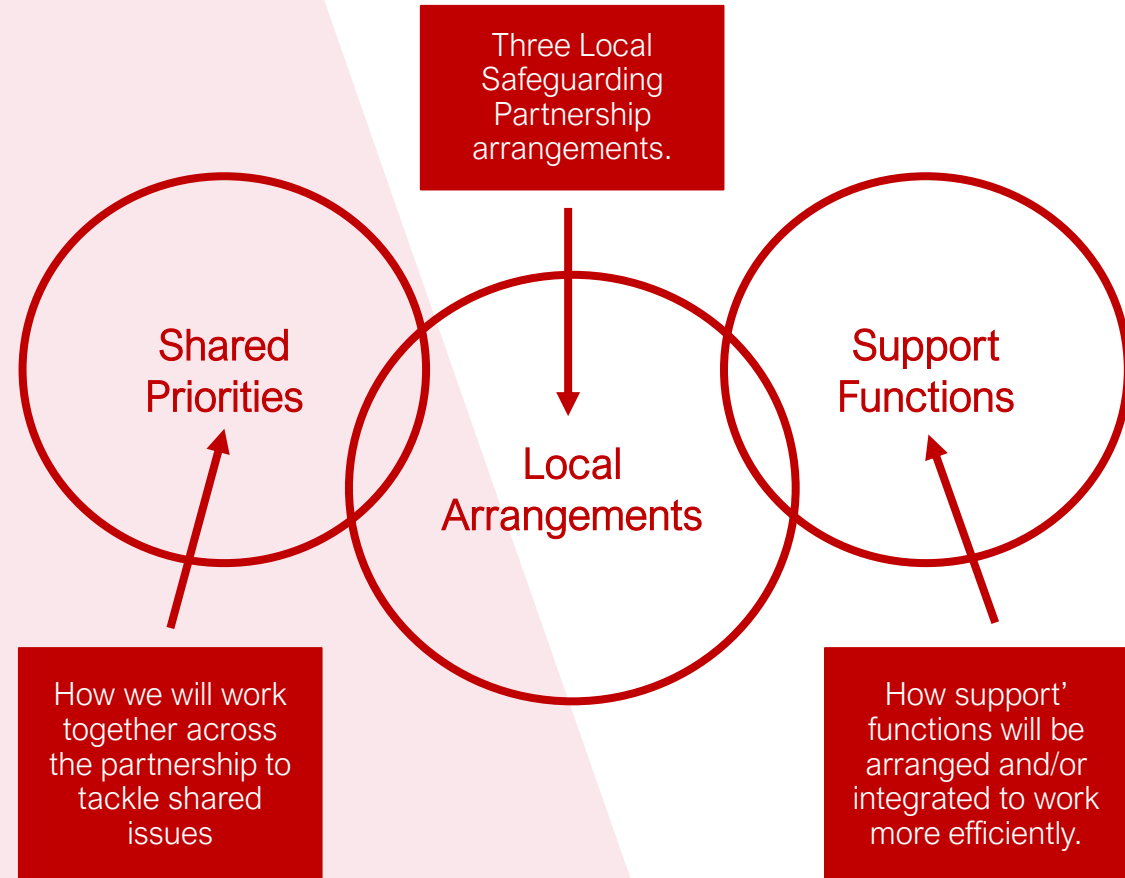 Three Local
Safeguarding
Partnership
arrangements.
Shared
Priorities
Local
Arrangements
Support
Functions
How we will work
together across
the partnership to
tackle shared
issues
How support’
functions will be
arranged and/or
integrated to work
more efficiently.